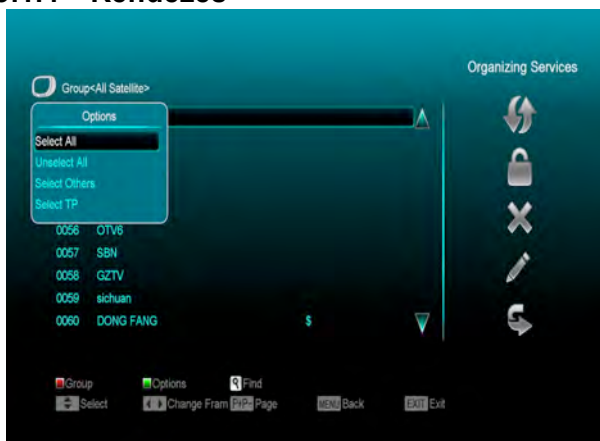 Organizing Services
Group<All Satellite>
Options
Select All
Unselect All
Select Others
Select TP
0056 OTV6
0057 SBN
0058 GZTV
0059 sichuan
0060 DONG FANG $
Group Options Find
Select Change Fram P+P- Page MENU Back EXIT Exit